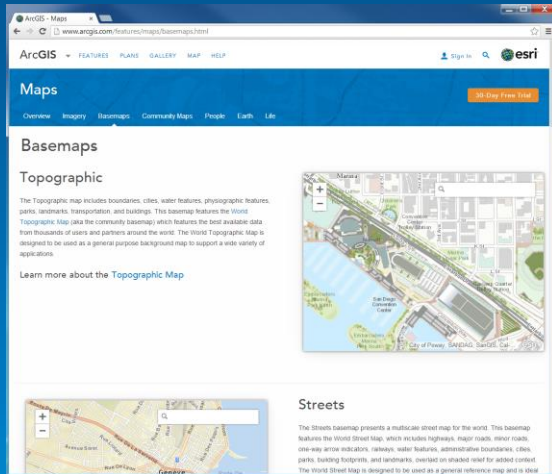 ArcGIS - Maps
www.arcgis.com/features/maps/basemaps.html
ArcGIS FEATURES PLANS GALLERY MAP HELP Sign In esri
Maps
30-Day Free Trial
Overview Imagery Basemaps Community Maps People Earth Life
Basemaps
Topographic
The Topographic map includes boundaries, cities, water features, physiographic features
parks, landmarks, transportation, and buildings. This basemap features the World
Topographic Map (aka the community basemap) which features the best available data
from thousands of users and partners around the world. The World Topographic Map is
designed to be used as a general purpose background map to support a wide variety of
applications
Learn more about the Topographic Map
Marina
Convention
Center
Trolley Station
San Diego
Convention
Center
City of Poway, SANDAG, SanGIS, Cal
Streets
The Streets basemap presents a multiscale street map for the world. This basemap
features the World Street Map, which includes highways, major roads, minor roads,
one-way arrow indicators, railways, water features, administrative boundaries, cities,
parks, building footprints, and landmarks, overlaid on shaded relief for added context
The World Street Map is designed to be used as a general reference map and is ideal
Genève